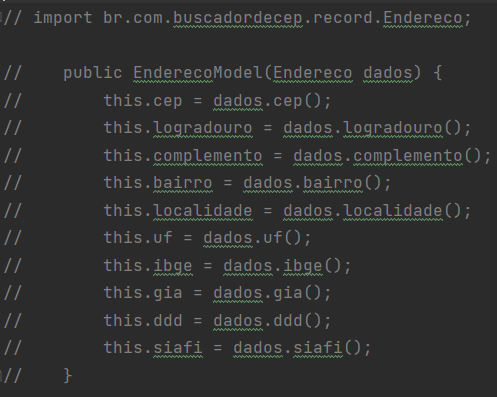 // import br.com.buscadordecep.record.Endereco;
//    public EnderecoModel(Endereco dados) {
//        this.cep = dados.cep();
//        this.logradouro = dados.logradouro();
//        this.complemento = dados.complemento();
//        this.bairro = dados.bairro();
//        this.localidade = dados.localidade();
//        this.uf = dados.uf();
//        this.ibge = dados.ibge();
//        this.gia = dados.gia();
//        this.ddd = dados.ddd();
//        this.siafi = dados.siafi();
//    }